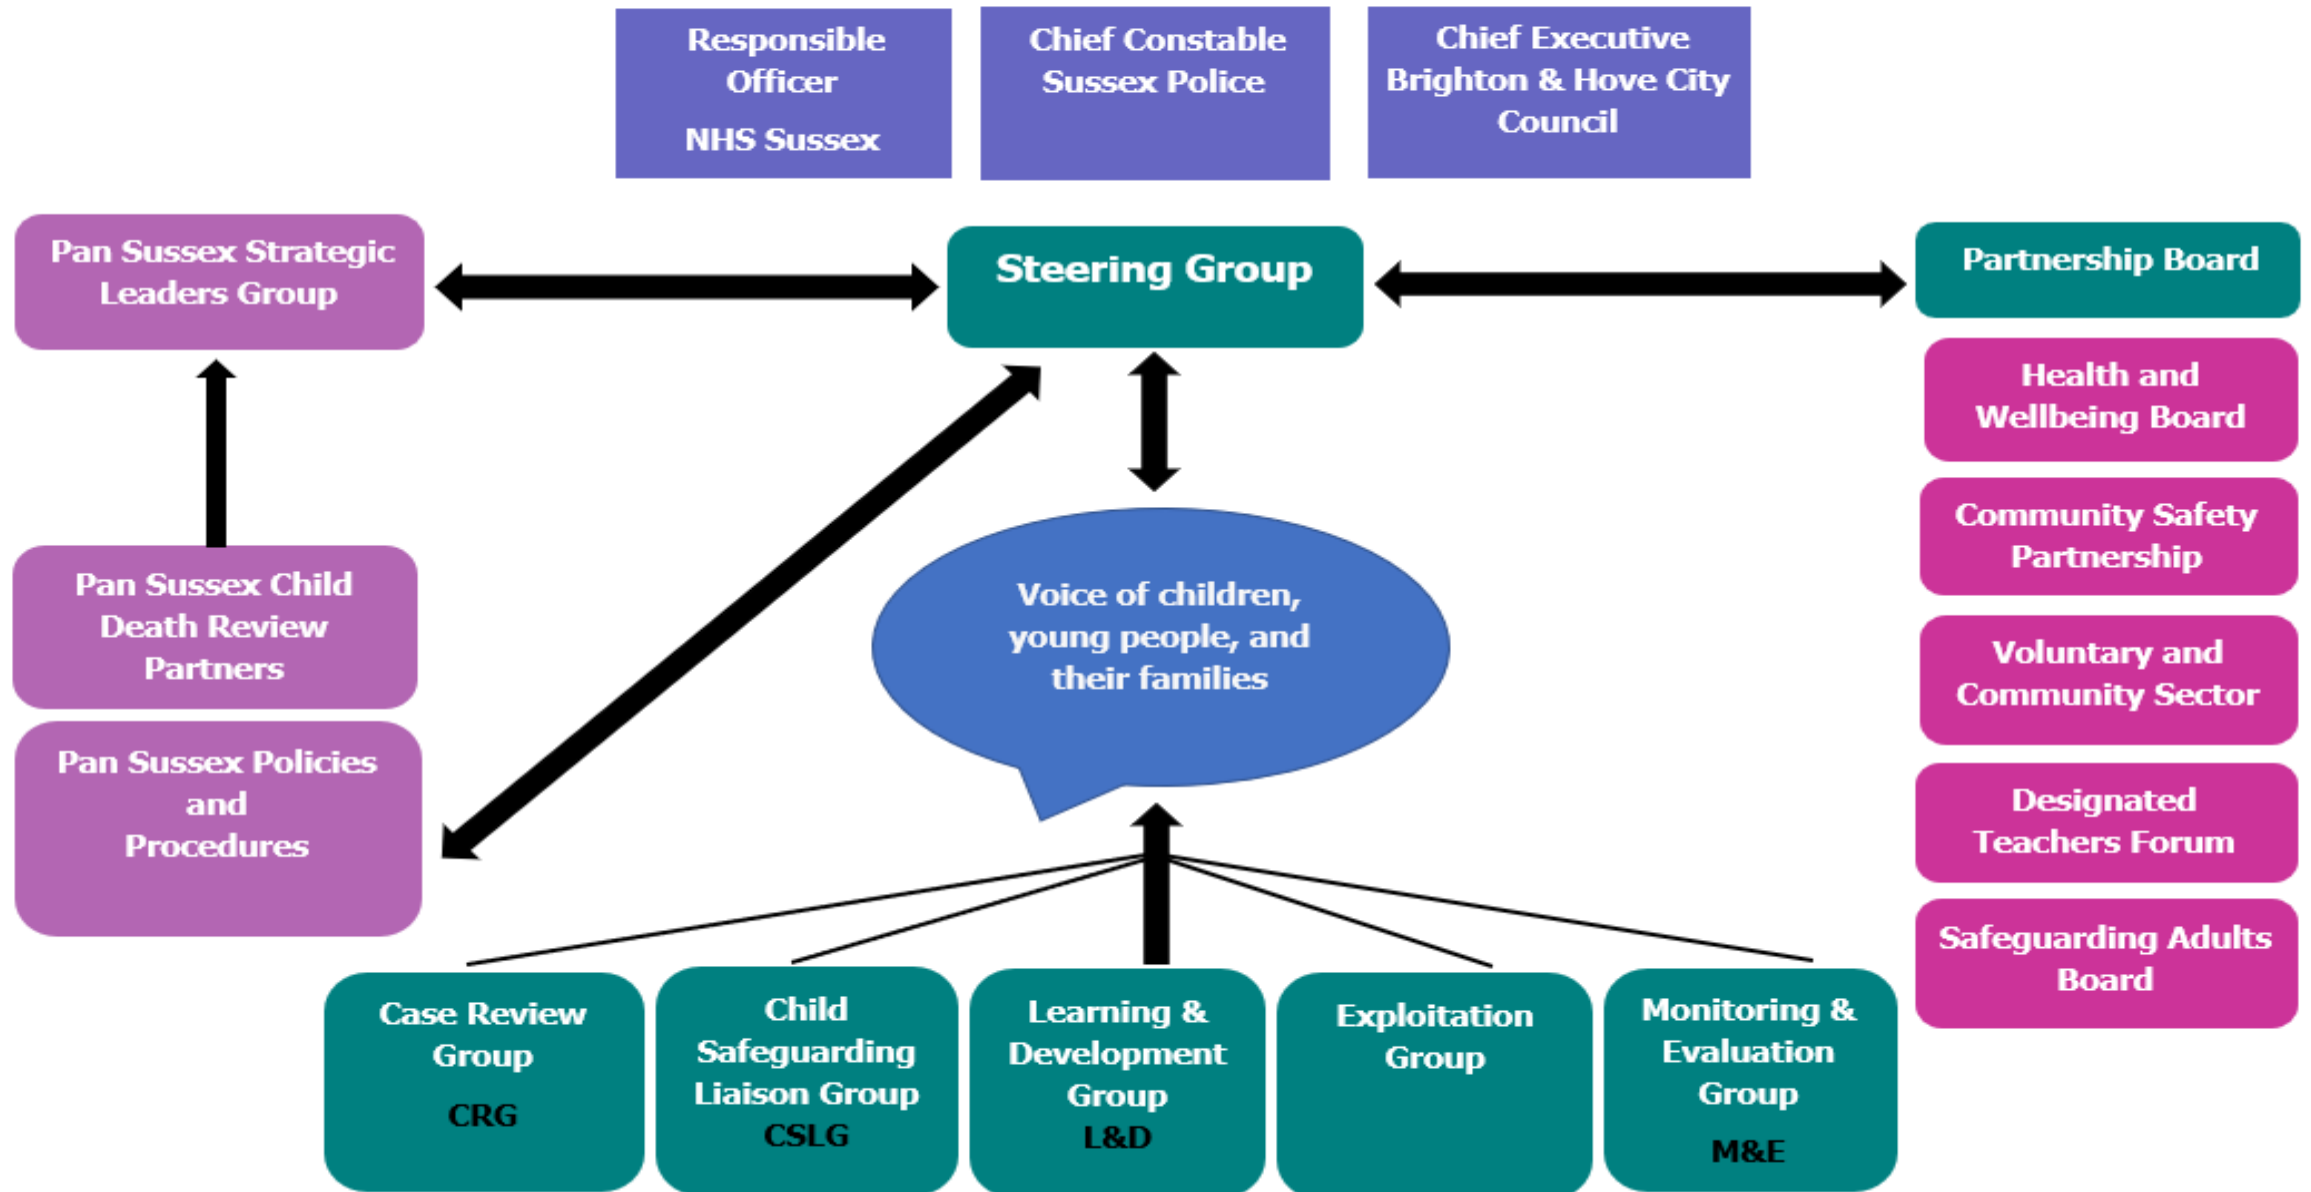 Responsible
Officer
NHS Sussex
Chief Constable
Sussex Police
Chief Executive
Brighton & Hove City
Council
Pan Sussex Strategic
Leaders Group
Steering Group
Partnership Board
Health and
Wellbeing Board
Community Safety
Partnership
Voluntary and
Community Sector
Designated
Teachers Forum
Safeguarding Adults
Board
Pan Sussex Child
Death Review
Partners
Pan Sussex Policies
and
Procedures
Voice of children,
young people, and
their families
Case Review
Group
CRG
Child
Safeguarding
Liaison Group
CSLG
Learning &
Development
Group
L&D
Exploitation
Group
Monitoring &
Evaluation
Group
M&E